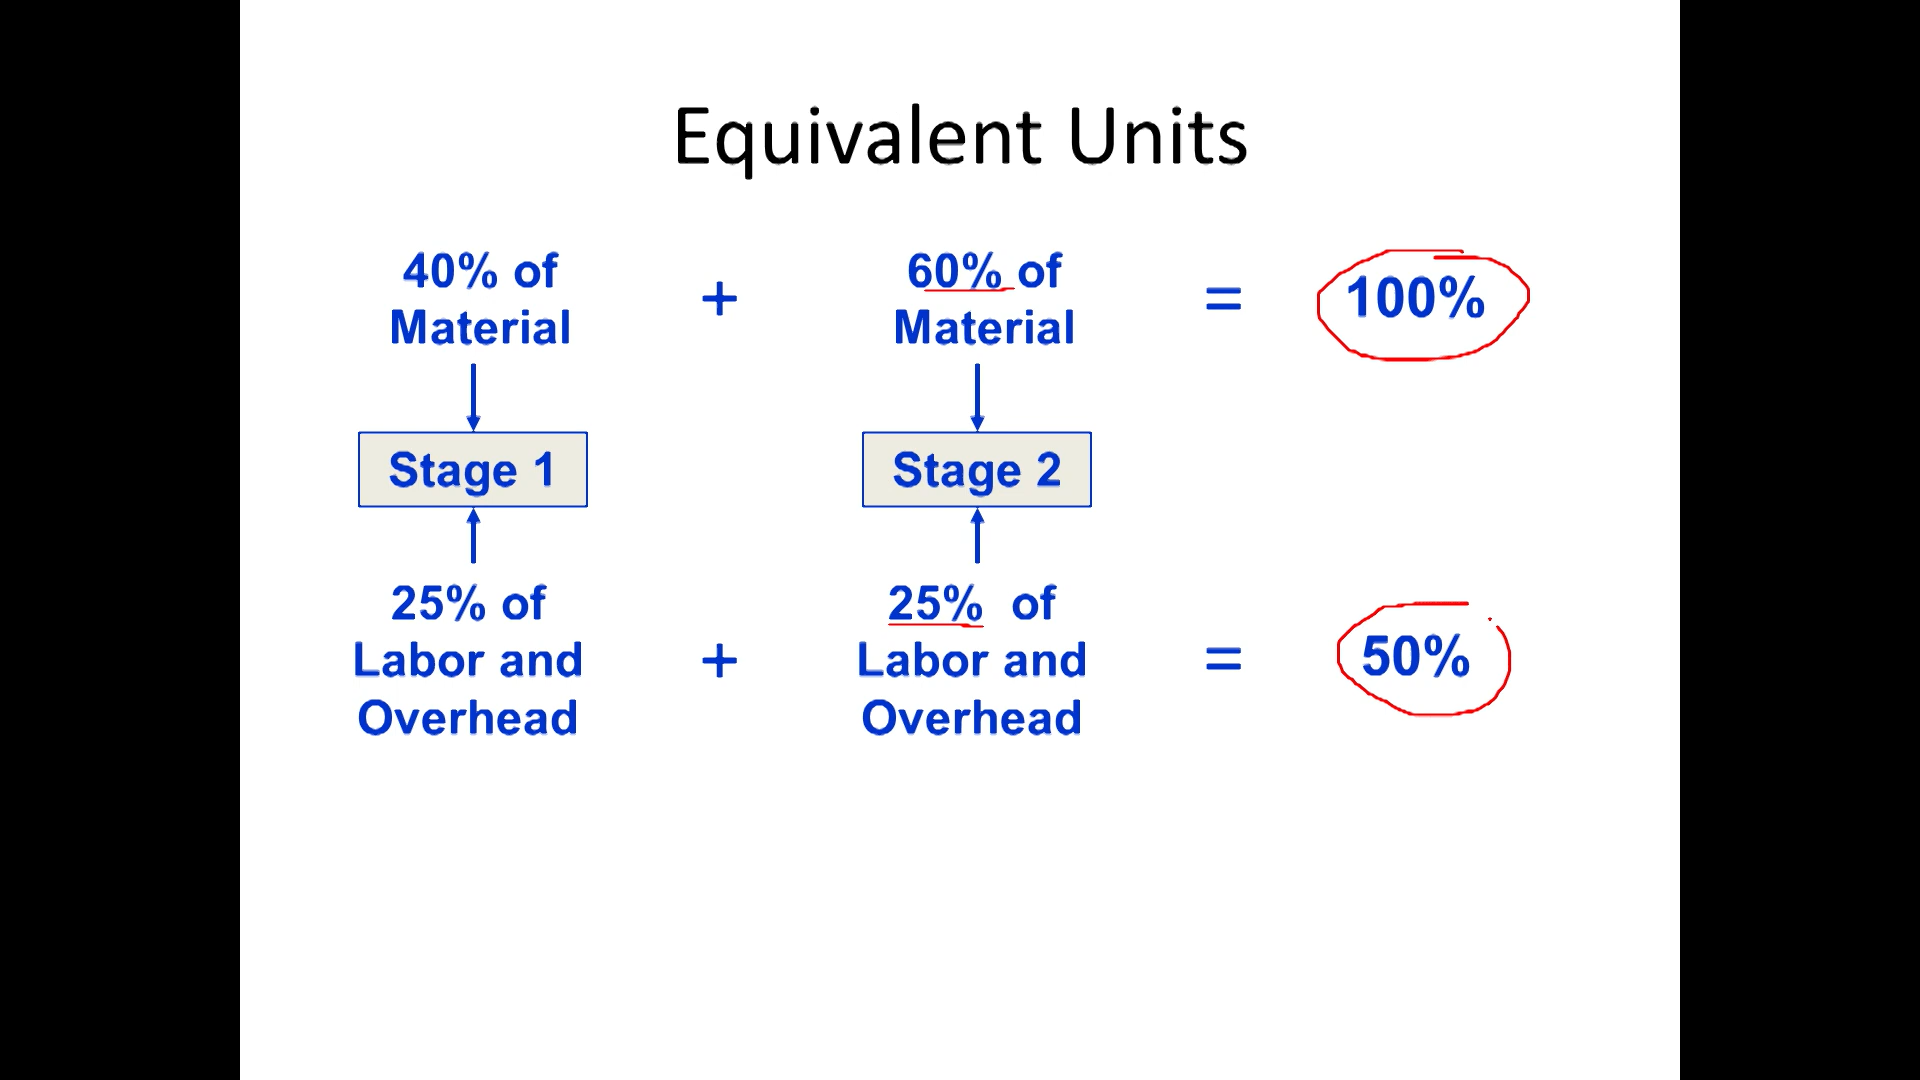 Equivalent Units
40% of
Material
+
60% of
Material
=
100%
Stage 1
Stage 2
25% of
Labor and
Overhead
+
25% of
Labor and
Overhead
=
50%